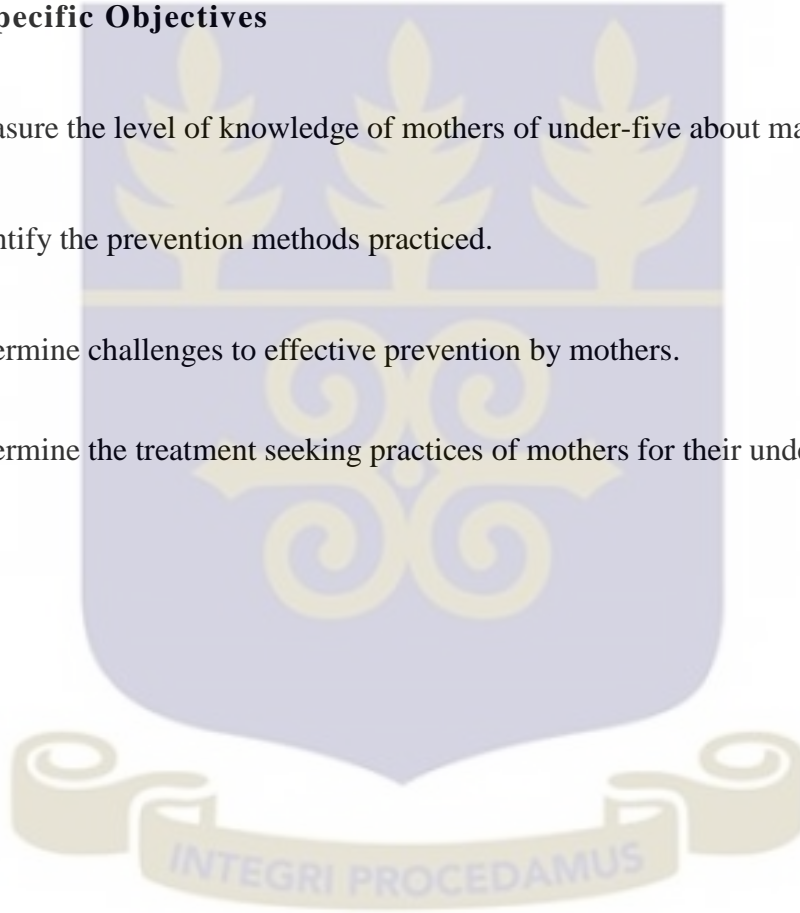 pecific Objectives
asure the level of knowledge of mothers of under-five about ma
ntify the prevention methods practiced.
ermine challenges to effective prevention by mothers.
ermine the treatment seeking practices of mothers for their unde
INTEGRI PROCEDAMUS